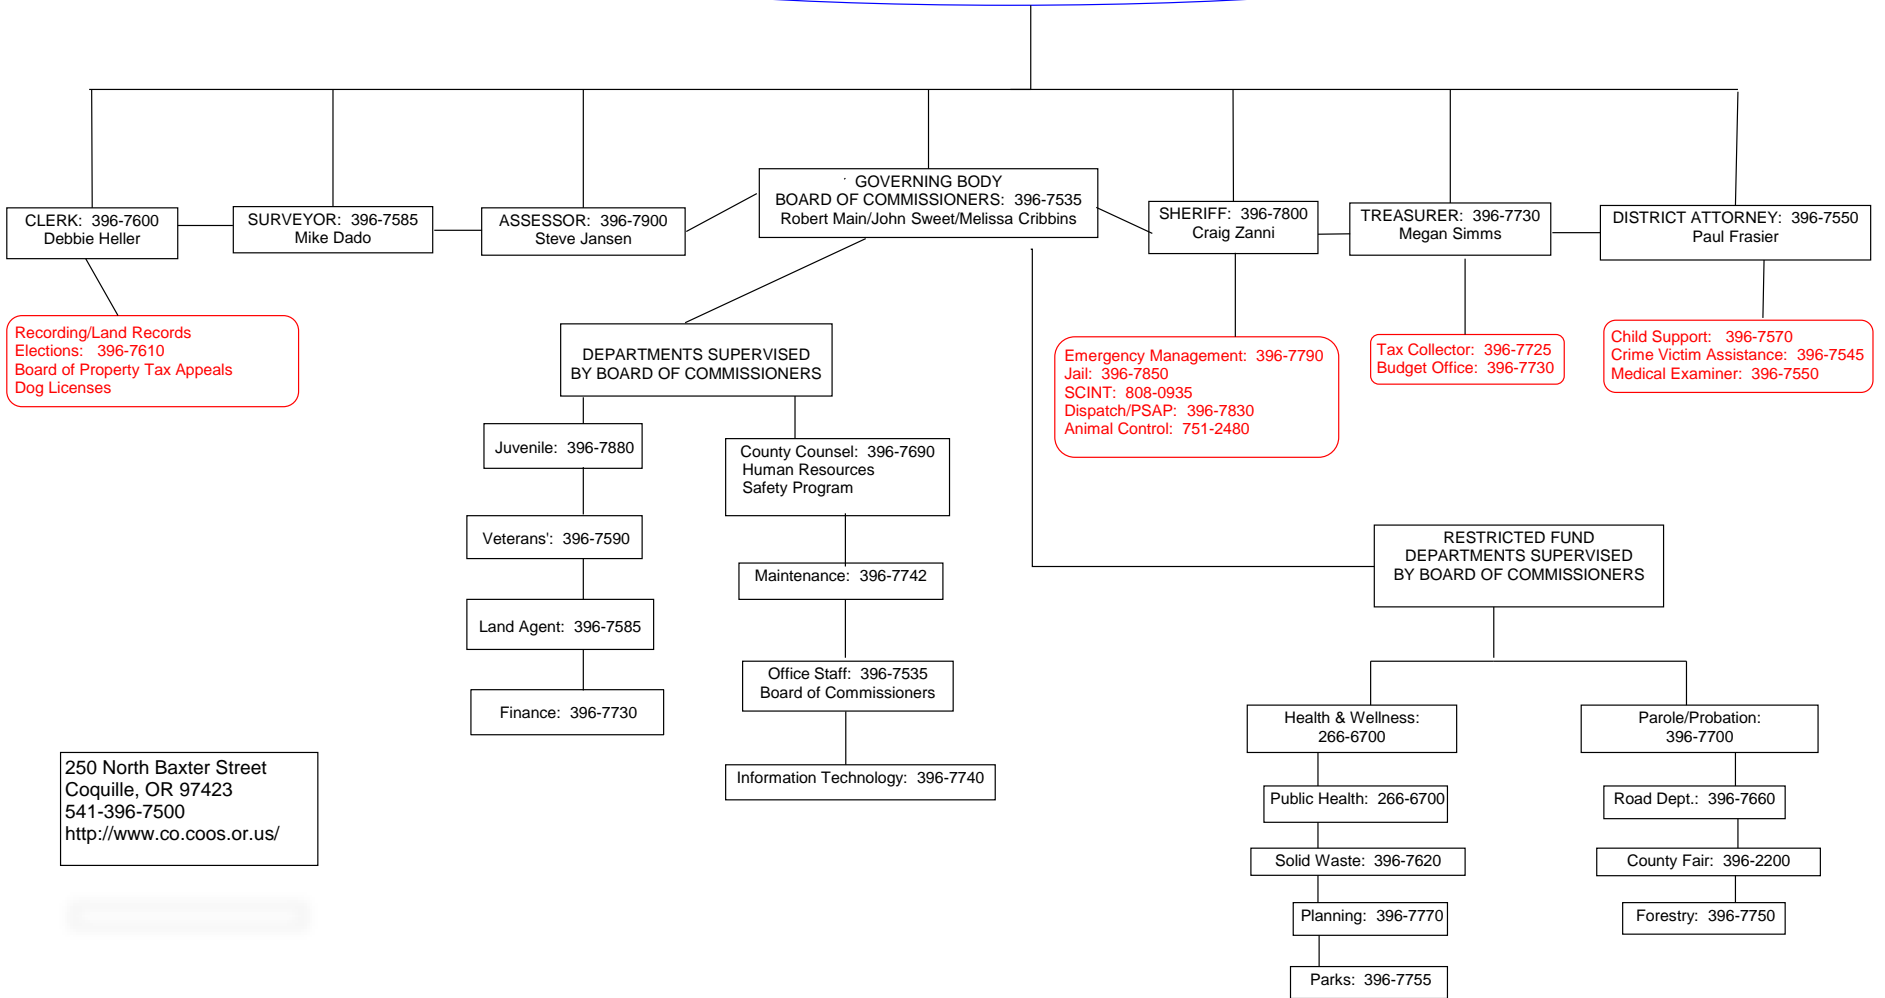 GOVERNING BODY
BOARD OF COMMISSIONERS: 396-7535
Robert Main/John Sweet/Melissa Cribbins
CLERK: 396-7600
Debbie Heller
SURVEYOR: 396-7585
Mike Dado
ASSESSOR: 396-7900
Steve Jansen
SHERIFF: 396-7800
Craig Zanni
TREASURER: 396-7730
Megan Simms
DISTRICT ATTORNEY: 396-7550
Paul Frasier
Recording/Land Records
Elections: 396-7610
Board of Property Tax Appeals
Dog Licenses
DEPARTMENTS SUPERVISED
BY BOARD OF COMMISSIONERS
Emergency Management: 396-7790
Jail: 396-7850
SCINT: 808-0935
Dispatch/PSAP: 396-7830
Animal Control: 751-2480
Tax Collector: 396-7725
Budget Office: 396-7730
Child Support: 396-7570
Crime Victim Assistance: 396-7545
Medical Examiner: 396-7550
Juvenile: 396-7880
Veterans': 396-7590
Land Agent: 396-7585
Finance: 396-7730
County Counsel: 396-7690
Human Resources
Safety Program
Maintenance: 396-7742
Office Staff: 396-7535
Board of Commissioners
Information Technology: 396-7740
RESTRICTED FUND
DEPARTMENTS SUPERVISED
BY BOARD OF COMMISSIONERS
Health & Wellness:
266-6700
Public Health: 266-6700
Solid Waste: 396-7620
Planning: 396-7770
Parks: 396-7755
Parole/Probation:
396-7700
Road Dept.: 396-7660
County Fair: 396-2200
Forestry: 396-7750
250 North Baxter Street
Coquille, OR 97423
541-396-7500
http://www.co.coos.or.us/